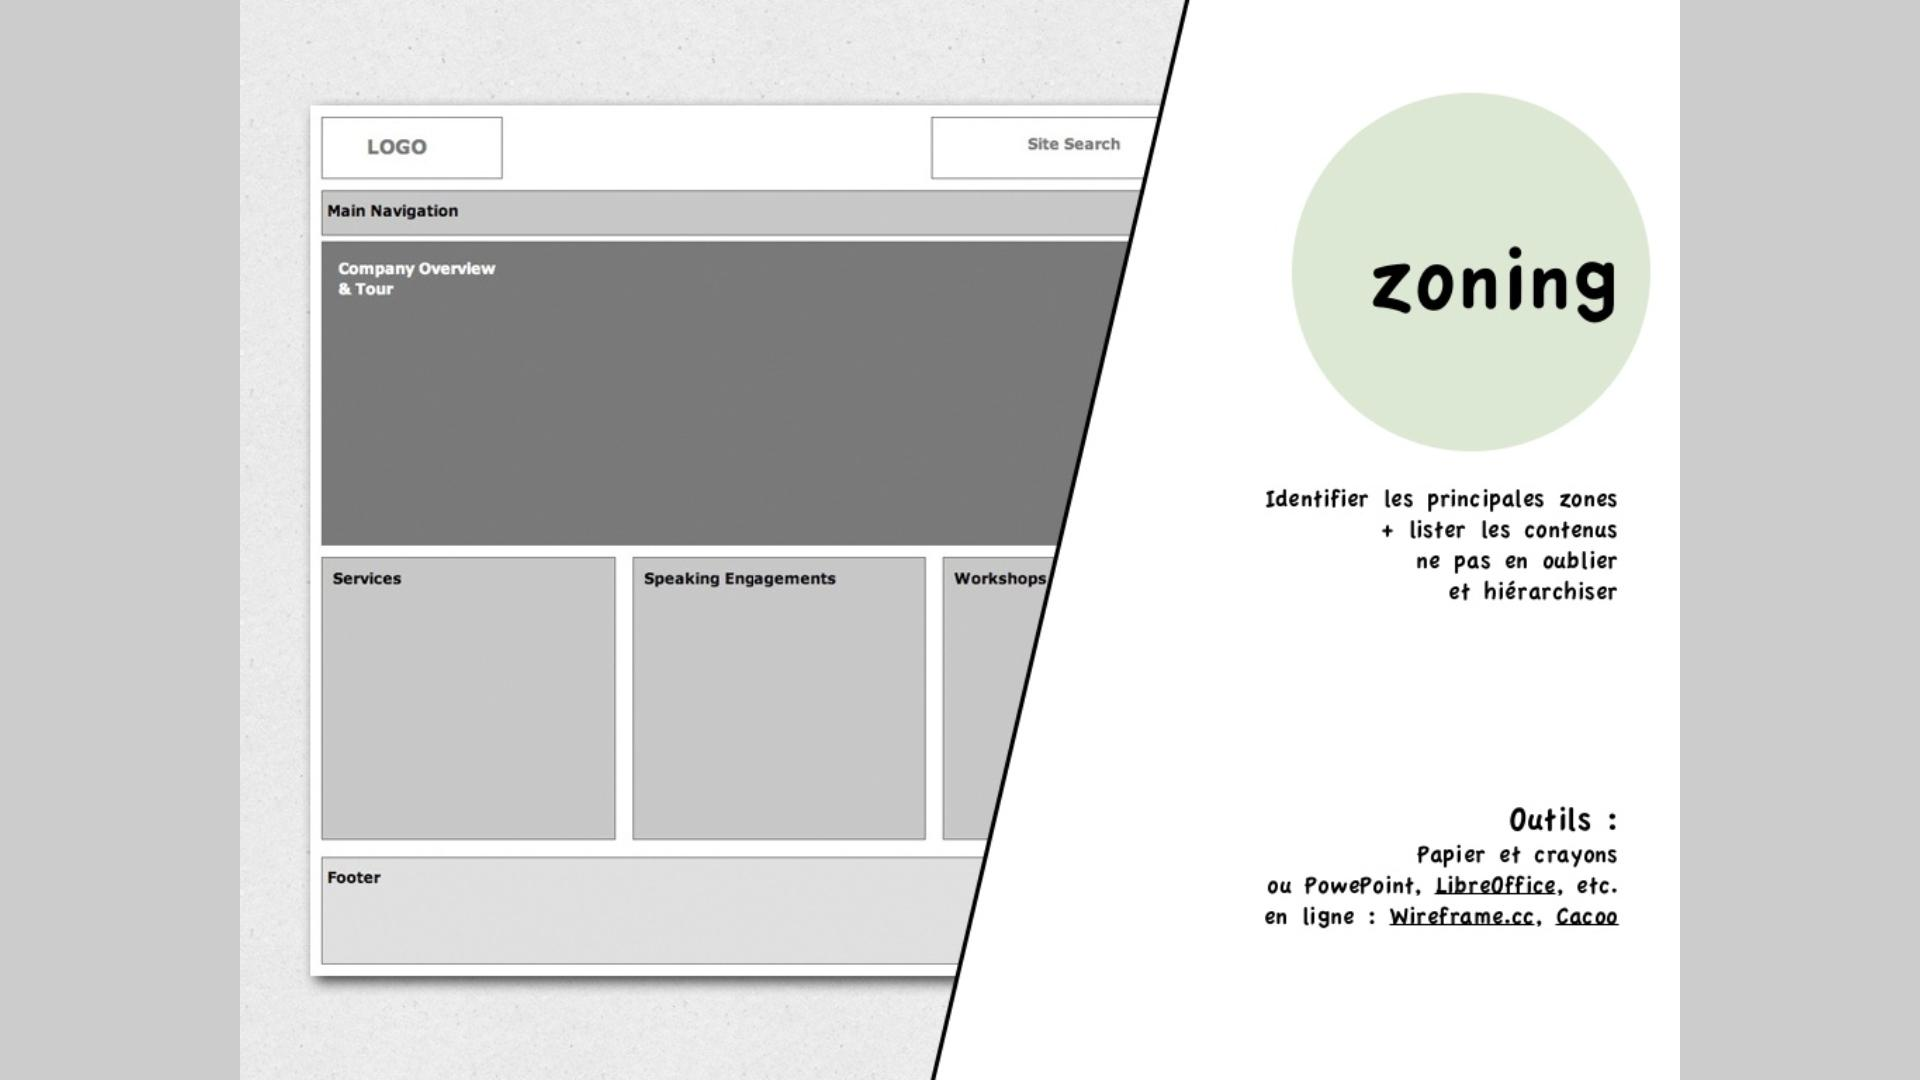 LOGO
Site Search
Main Navigation
Company Overview
& Tour
Services
Speaking Engagements
Workshops
Footer
zoning
Identifier les principales zones
+ lister les contenus
ne pas en oublier
et hiérarchiser
Outils :
Papier et crayons
ou PowePoint, LibreOffice, etc.
en ligne : Wireframe.cc, Cacoo